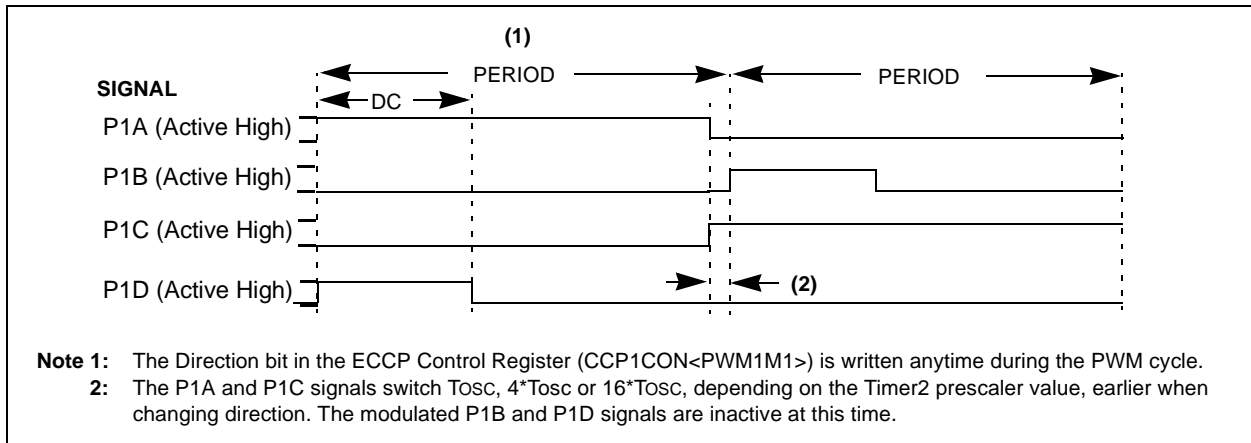 (1)
PERIOD
PERIOD
SIGNAL
DC
P1A (Active High)
P1B (Active High)
P1C (Active High)
P1D (Active High)
(2)
Note 1: The Direction bit in the ECCP Control Register (CCP1CON<PWM1M1>) is written anytime during the PWM cycle.
2: The P1A and P1C signals switch TOSC, 4*Tosc or 16*TOSC, depending on the Timer2 prescaler value, earlier when
changing direction. The modulated P1B and P1D signals are inactive at this time.